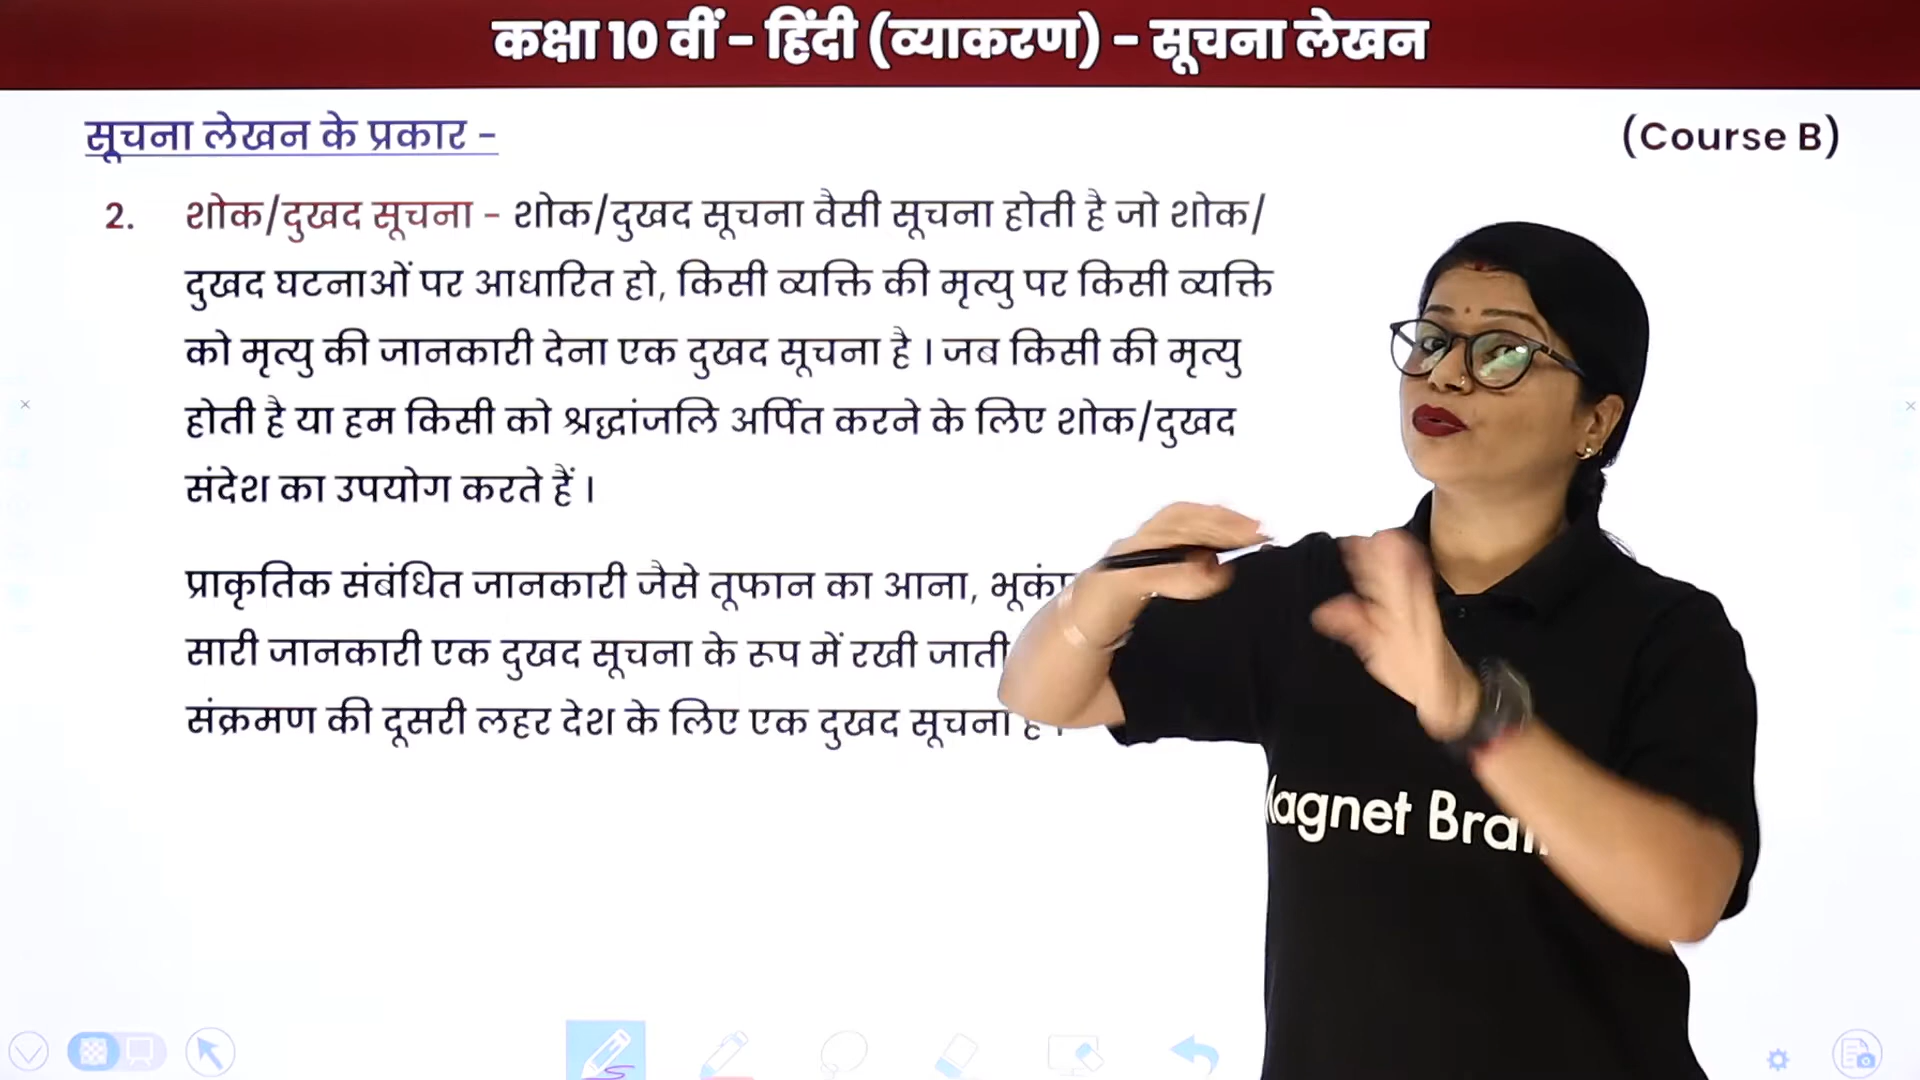 कक्षा 10 वीं - हिंदी (व्याकरण) - सूचना लेखन
सूचना लेखन के प्रकार -
(Course B)
2. शोक/दुखद सूचना - शोक/दुखद सूचना वैसी सूचना होती है जो शोक/
दुखद घटनाओं पर आधारित हो, किसी व्यक्ति की मृत्यु पर किसी व्यक्ति
को मृत्यु की जानकारी देना एक दुखद सूचना है । जब किसी की मृत्यु
होती है या हम किसी को श्रद्धांजलि अर्पित करने के लिए शोक/दुखद
संदेश का उपयोग करते हैं ।
प्राकृतिक संबंधित जानकारी जैसे तूफान का आना,
सारी जानकारी एक दुखद सूचना के रूप में रखी जाती
संक्रमण की दूसरी लहर देश के लिए एक दुखद सूचना है ।
Magnet